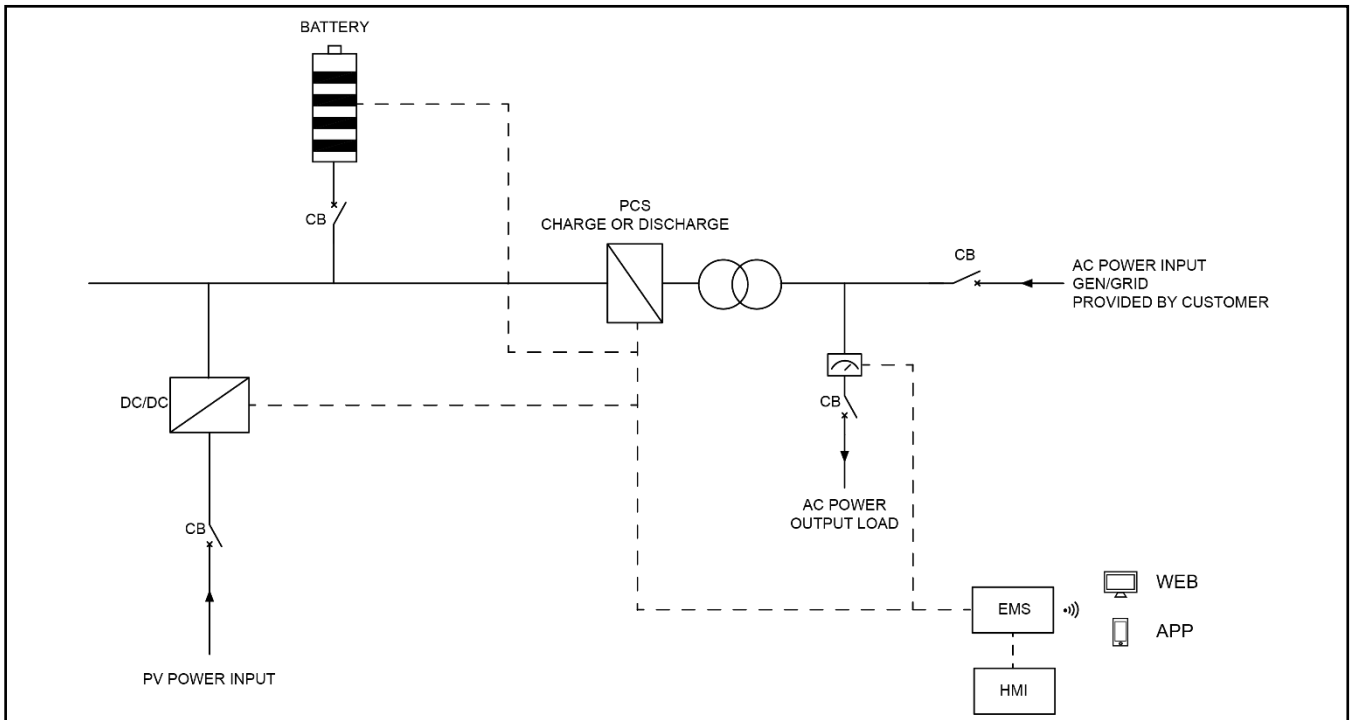 BATTERY
CB
PCS
CHARGE OR DISCHARGE
CB
AC POWER INPUT
GEN/GRID
PROVIDED BY CUSTOMER
DC/DC
CB
AC POWER
OUTPUT LOAD
CB
PV POWER INPUT
EMS
WEB
APP
HMI